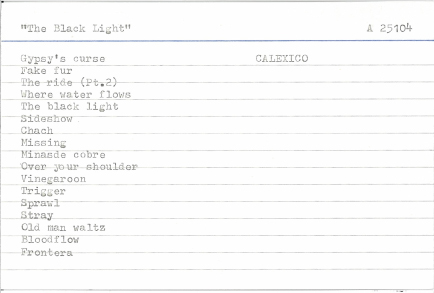 "The Black Light" A 25104
Gypsy's curse CALEXICO
Fake fur
The ride (Pt.2)
Where water flows
The black light
Sideshow
Chach
Missing
Minasde cobre
Over your shoulder
Vinegaroon
Trigger
Sprawl
Stray
Old man waltz
Bloodflow
Frontera